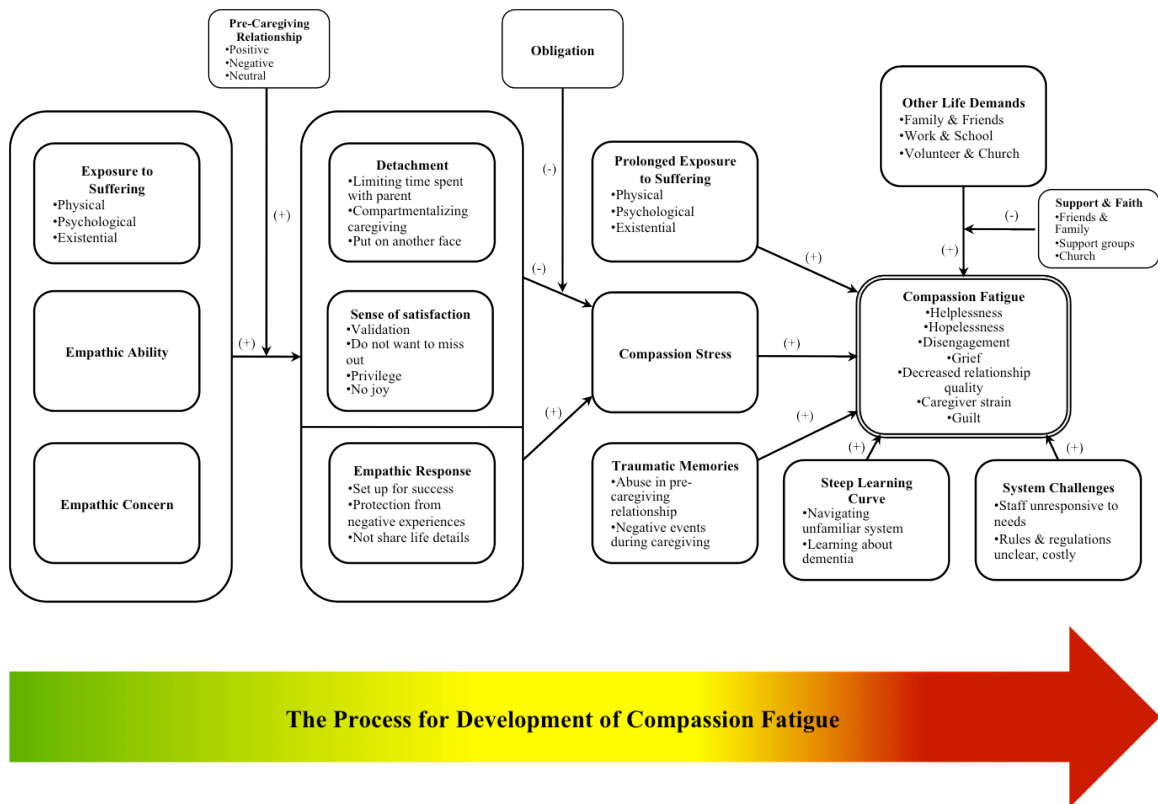 Pre-Caregiving
Relationship
•Positive
•Negative
•Neutral
Obligation
Other Life Demands
•Family & Friends
•Work & School
•Volunteer & Church
Exposure to
Suffering
•Physical
•Psychological
•Existential
(+)
Detachment
•Limiting time spent
with parent
•Compartmentalizing
caregiving
•Put on another face
(-)
Prolonged Exposure
to Suffering
•Physical
•Psychological
•Existential
Support & Faith
•Friends &
Family
•Support groups
•Church
(-)
(+)
(+)
(-)
Empathic Ability
(+)
Sense of satisfaction
•Validation
•Do not want to miss
out
•Privilege
•No joy
Compassion Stress
(+)
Compassion Fatigue
•Helplessness
•Hopelessness
•Disengagement
•Grief
•Decreased relationship
quality
•Caregiver strain
•Guilt
(+)
(+)
(+)
(+)
Empathic Concern
Empathic Response
•Set up for success
•Protection from
negative experiences
•Not share life details
Traumatic Memories
•Abuse in pre-
caregiving
relationship
•Negative events
during caregiving
Steep Learning
Curve
•Navigating
unfamiliar system
•Learning about
dementia
System Challenges
•Staff unresponsive to
needs
•Rules & regulations
unclear, costly
The Process for Development of Compassion Fatigue